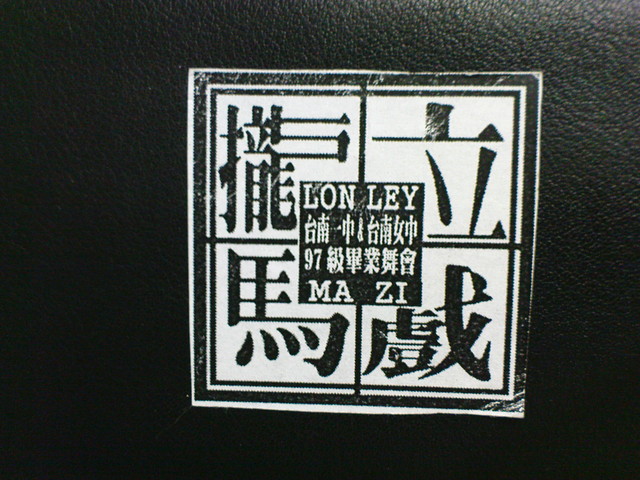 攏立
LON LEY
台南一中&台南女中
97級畢業舞會
MA ZI
馬戲